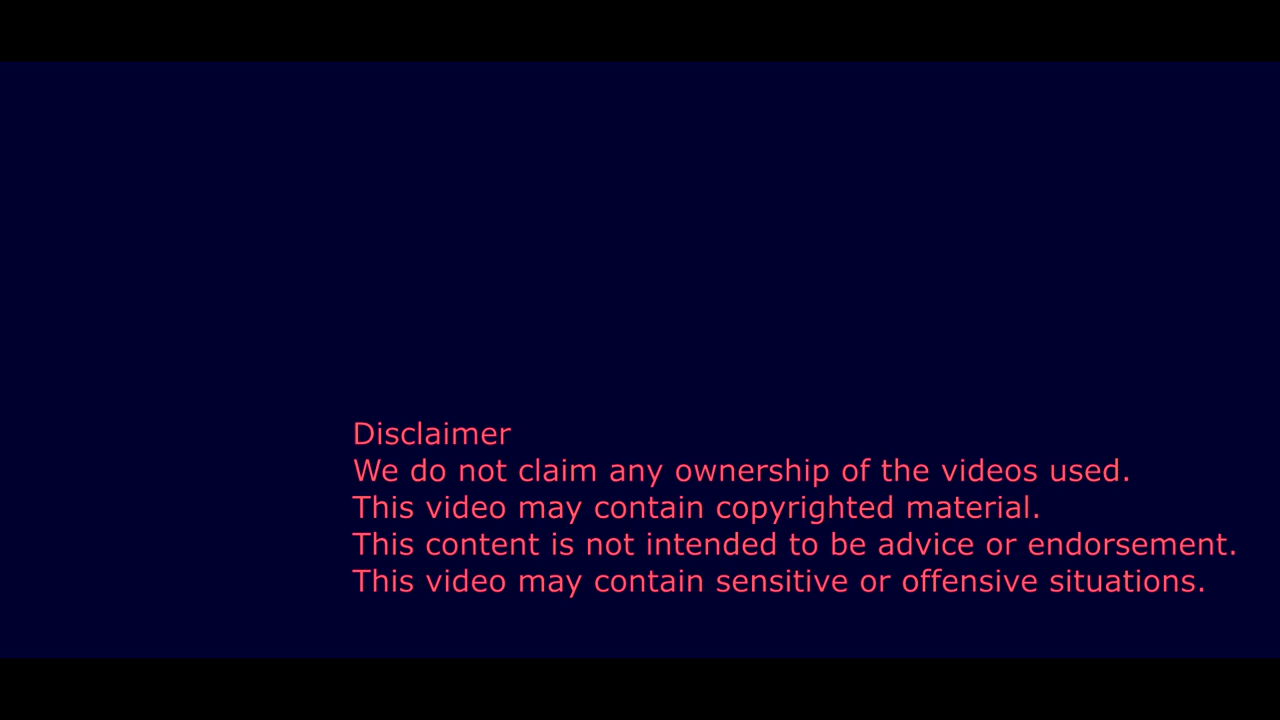 Disclaimer
We do not claim any ownership of the videos used.
This video may contain copyrighted material.
This content is not intended to be advice or endorsement.
This video may contain sensitive or offensive situations.